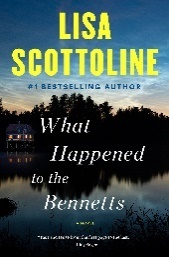 LISA
SCOTTOLINE
#1 BESTSELLING AUTHOR
What
Happened
to the
Bennetts